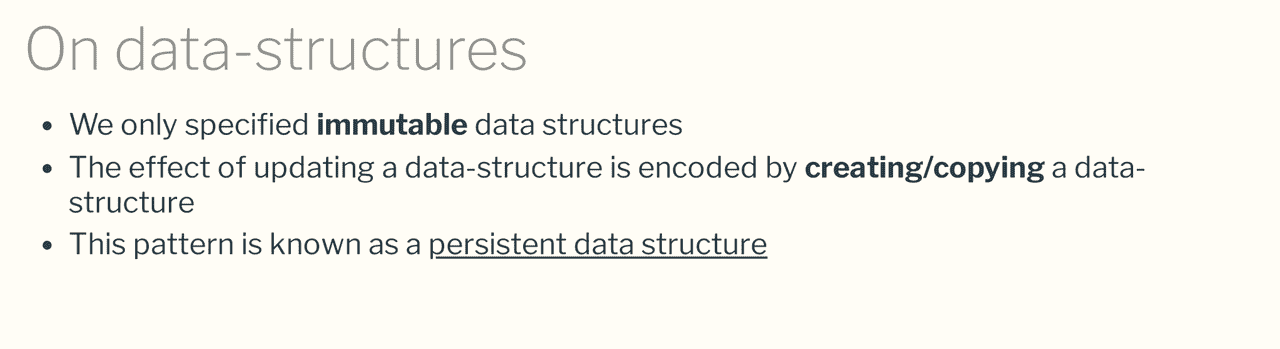 On data-structures
• We only specified immutable data structures
• The effect of updating a data-structure is encoded by creating/copying a data-
structure
• This pattern is known as a persistent data structure